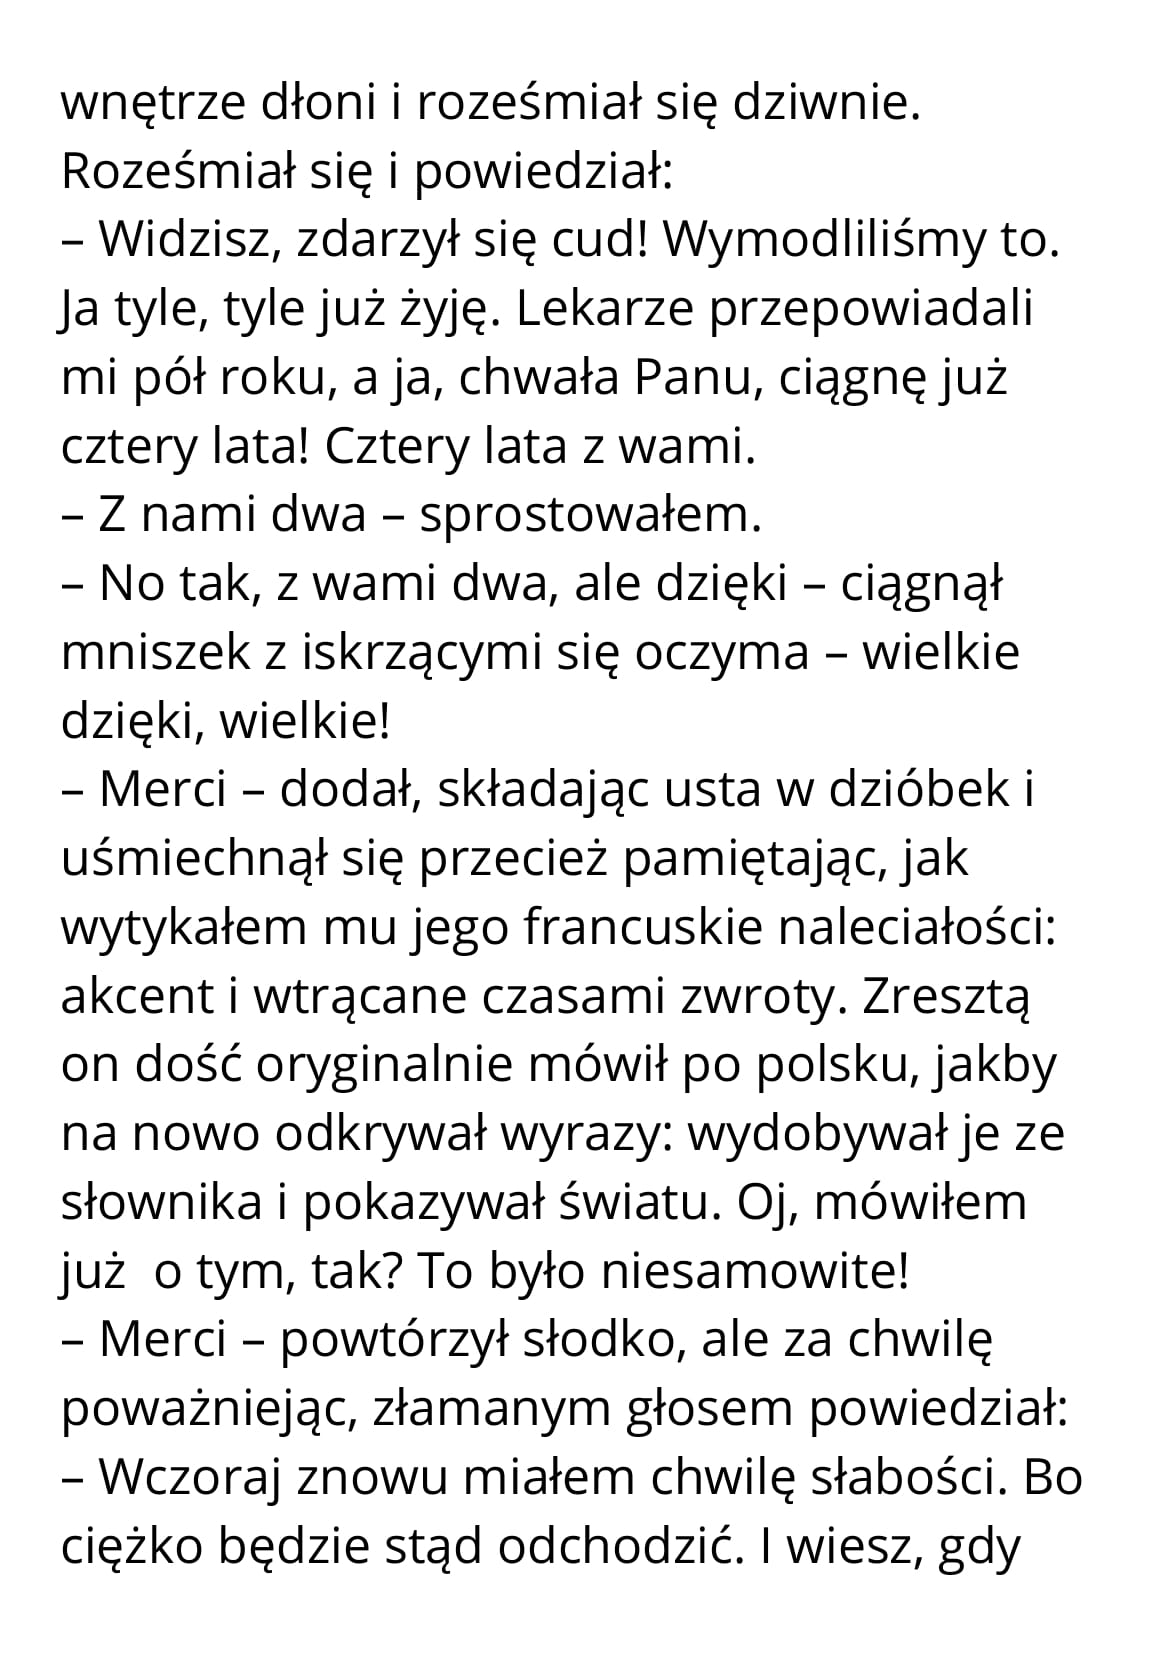 wnętrze dłoni i roześmiał się dziwnie.
Roześmiał się i powiedział:
– Widzisz, zdarzył się cud! Wymodliliśmy to.
Ja tyle, tyle już żyję. Lekarze przepowiadali
mi pół roku, a ja, chwała Panu, ciągnę już
cztery lata! Cztery lata z wami.
– Z nami dwa – sprostowałem.
– No tak, z wami dwa, ale dzięki – ciągnął
mniszek z iskrzącymi się oczyma – wielkie
dzięki, wielkie!
– Merci – dodał, składając usta w dzióbek i
uśmiechnął się przecież pamiętając, jak
wytykałem mu jego francuskie naleciałości:
akcent i wtrącane czasami zwroty. Zresztą
on dość oryginalnie mówił po polsku, jakby
na nowo odkrywał wyrazy: wydobywał je ze
słownika i pokazywał światu. Oj, mówiłem
już  o tym, tak? To było niesamowite!
– Merci – powtórzył słodko, ale za chwilę
poważniejąc, złamanym głosem powiedział:
– Wczoraj znowu miałem chwilę słabości. Bo
ciężko będzie stąd odchodzić. I wiesz, gdy